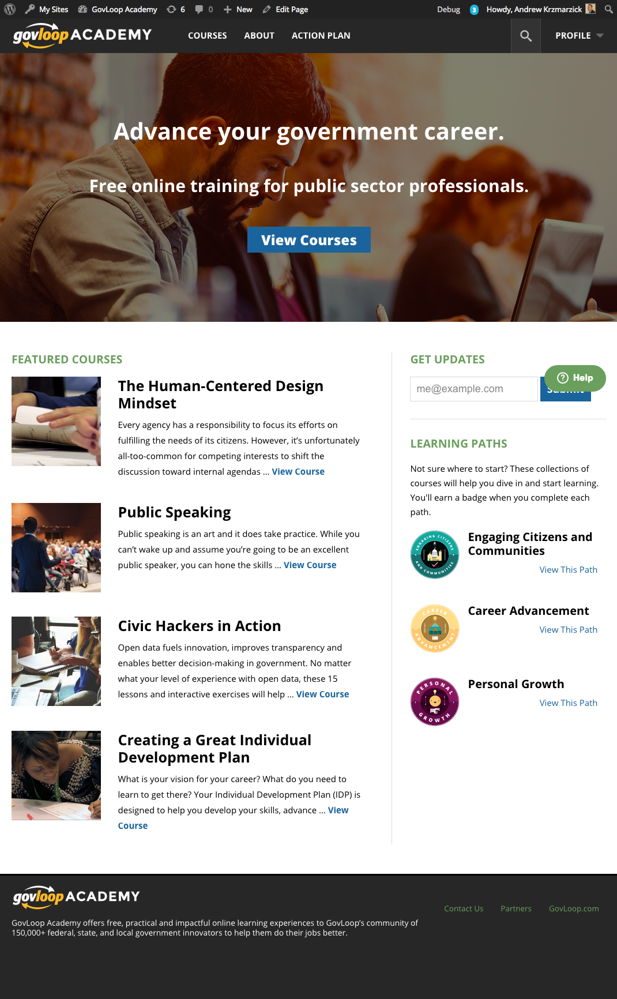 My Sites GovLoop Academy 6 0 New Edit Page Debug 3 Howdy, Andrew Krzmarzick
govloop ACADEMY COURSES ABOUT ACTION PLAN PROFILE
Advance your government career.
Free online training for public sector professionals.
View Courses
FEATURED COURSES
The Human-Centered Design
Mindset
Every agency has a responsibility to focus its efforts on
fulfilling the needs of its citizens. However, it’s unfortunately
all-too-common for competing interests to shift the
discussion toward internal agendas ... View Course
Public Speaking
Public speaking is an art and it does take practice. While you
can’t wake up and assume you’re going to be an excellent
public speaker, you can hone the skills ... View Course
Civic Hackers in Action
Open data fuels innovation, improves transparency and
enables better decision-making in government. No matter
what your level of experience with open data, these 15
lessons and interactive exercises will help ... View Course
Creating a Great Individual
Development Plan
What is your vision for your career? What do you need to
learn to get there? Your Individual Development Plan (IDP) is
designed to help you develop your skills, advance ... View
Course
GET UPDATES
me@example.com Submit
Help
LEARNING PATHS
Not sure where to start? These collections of
courses will help you dive in and start learning.
You'll earn a badge when you complete each
path.
ENGAGING CITIZENS
AND COMMUNITIES
Engaging Citizens and
Communities
View This Path
CAREER
ADVANCEMENT
Career Advancement
View This Path
PERSONAL
GROWTH
Personal Growth
View This Path
govloop ACADEMY
GovLoop Academy offers free, practical and impactful online learning experiences to GovLoop’s community of
150,000+ federal, state, and local government innovators to help them do their jobs better.
Contact Us Partners GovLoop.com